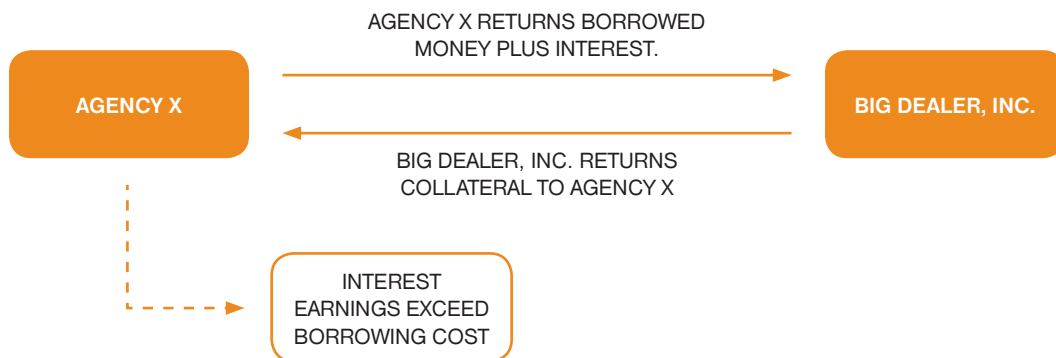 AGENCY X RETURNS BORROWED
MONEY PLUS INTEREST.
AGENCY X
BIG DEALER, INC.
BIG DEALER, INC. RETURNS
COLLATERAL TO AGENCY X
INTEREST
EARNINGS EXCEED
BORROWING COST